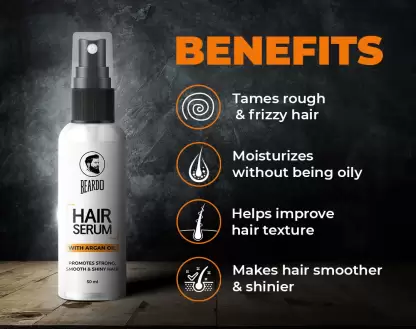 BENEFITS
Tames rough
& frizzy hair
Moisturizes
without being oily
Helps improve
hair texture
Makes hair smoother
& shinier
BEARDO
HAIR
SERUM
WITH ARGAN OIL
PROMOTES STRONG,
SMOOTH & SHINY HAIR
50 ml